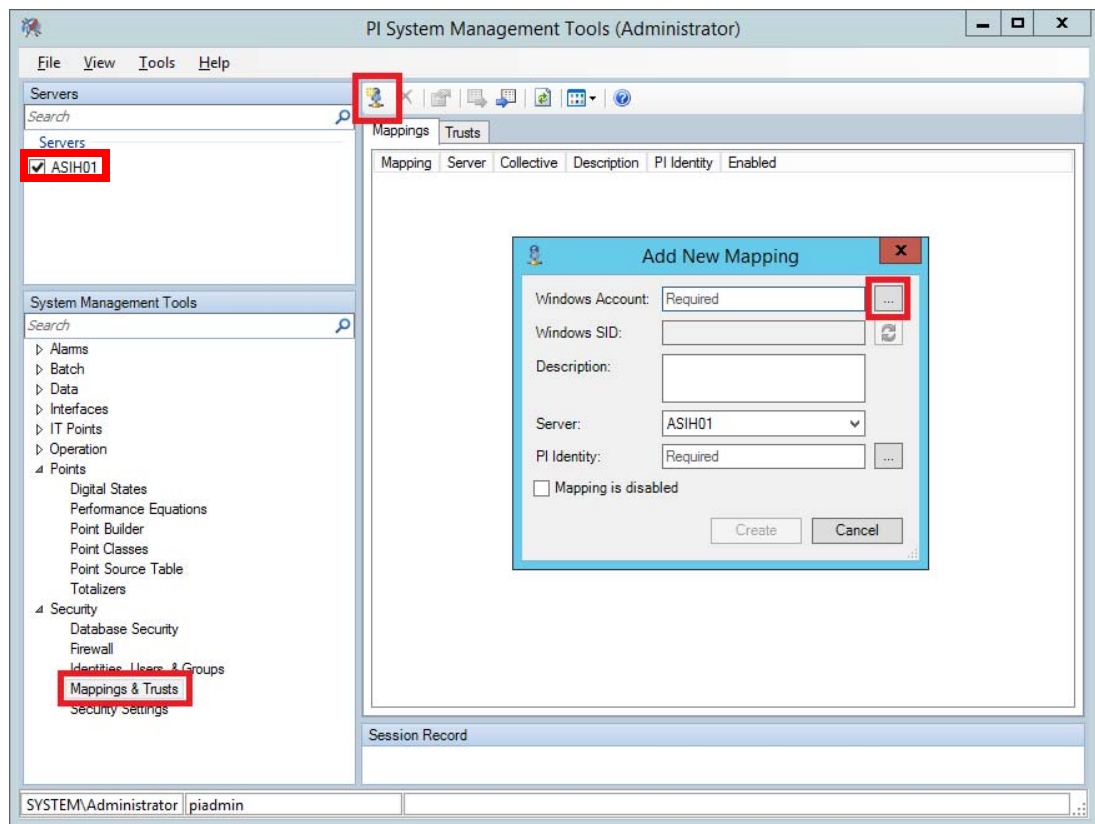 PI System Management Tools (Administrator)
File View Tools Help
Servers
Search
Servers
ASIH01
System Management Tools
Search
Alarms
Batch
Data
Interfaces
IT Points
Operation
Points
Digital States
Performance Equations
Point Builder
Point Classes
Point Source Table
Totalizers
Security
Database Security
Firewall
Identities, Users, & Groups
Mappings & Trusts
Security Settings
Mappings Trusts
Mapping Server Collective Description PI Identity Enabled
Add New Mapping
Windows Account: Required ...
Windows SID:
Description:
Server: ASIH01
PI Identity: Required ...
Mapping is disabled
Create Cancel
Session Record
SYSTEM\Administrator piadmin